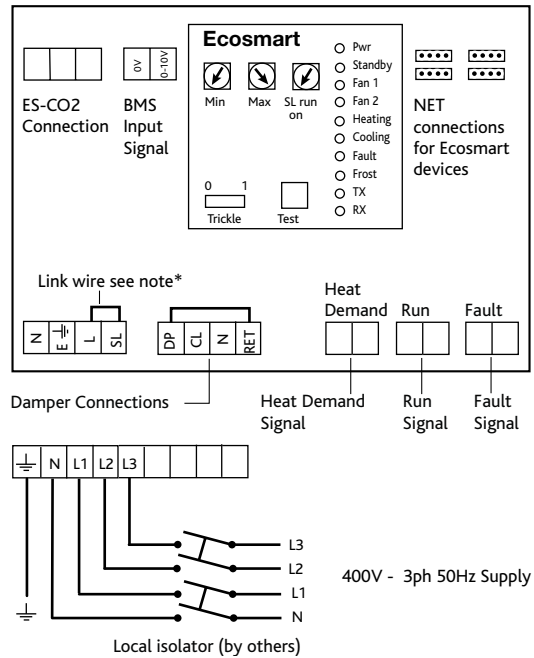 Ecosmart
Pwr
Standby
Fan 1
Fan 2
Heating
Cooling
Fault
Frost
TX
RX
Min
Max
SL run
on
0 1
Trickle
Test
0V
0-10V
ES-CO2
Connection
BMS
Input
Signal
NET
connections
for Ecosmart
devices
Link wire see note*
N
E
L
SL
DP
CL
N
RET
Heat
Demand
Run
Fault
Damper Connections
Heat Demand
Signal
Run
Signal
Fault
Signal
N L1 L2 L3
L3
L2
L1
N
400V - 3ph 50Hz Supply
Local isolator (by others)